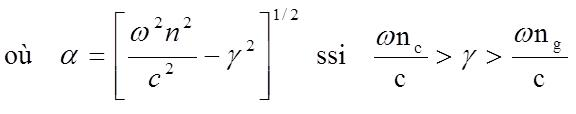 où α = [ω²n²/c² − γ²]^{1/2} ssi ωn_c/c > γ > ωn_g/c